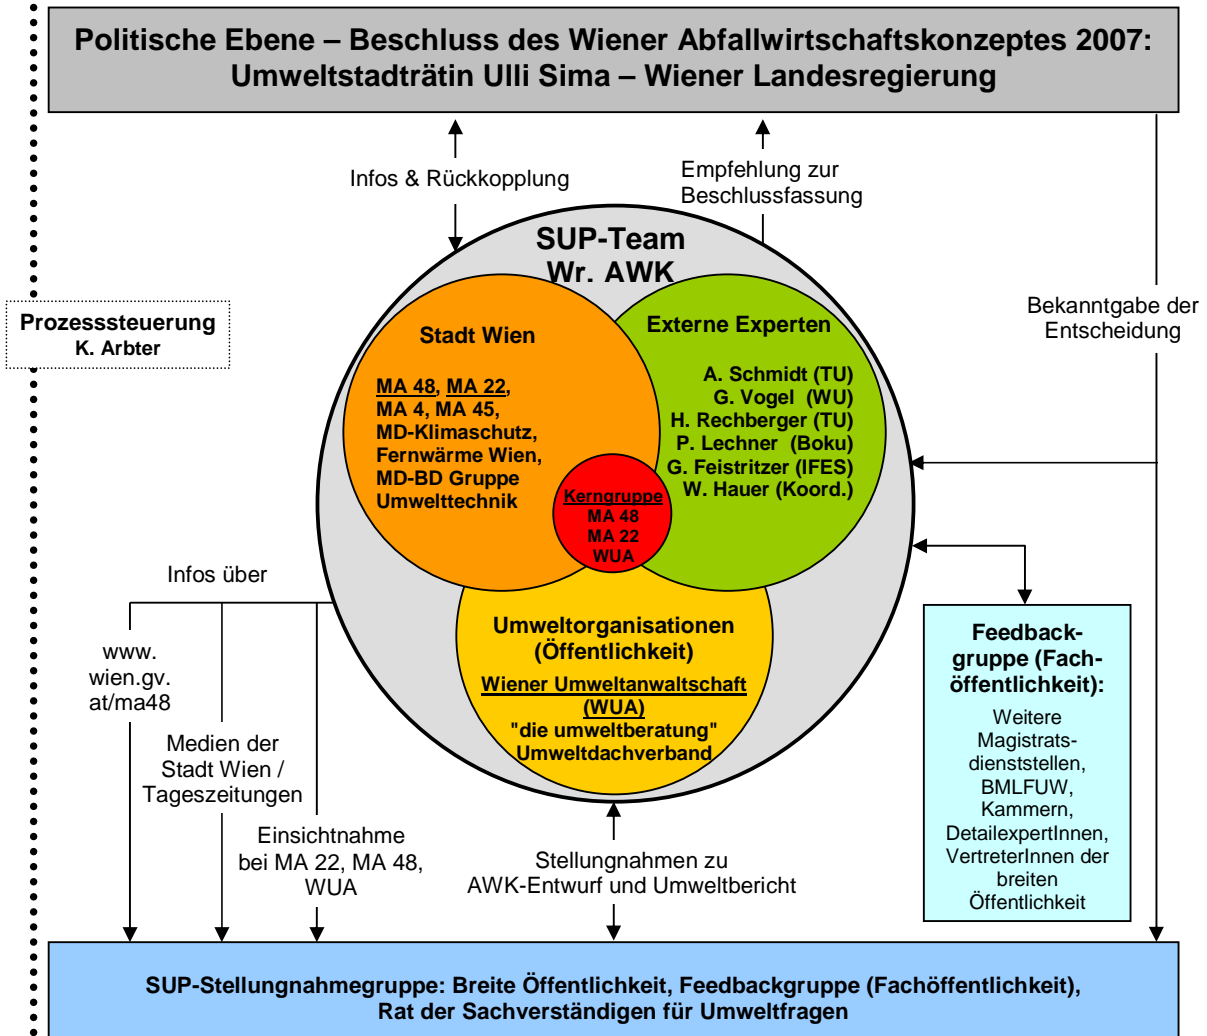 Politische Ebene – Beschluss des Wiener Abfallwirtschaftskonzeptes 2007:
Umweltstadträtin Ulli Sima – Wiener Landesregierung
Infos & Rückkopplung
Empfehlung zur
Beschlussfassung
SUP-Team
Wr. AWK
Prozesssteuerung
K. Arbter
Bekanntgabe der
Entscheidung
Stadt Wien
MA 48, MA 22,
MA 4, MA 45,
MD-Klimaschutz,
Fernwärme Wien,
MD-BD Gruppe
Umwelttechnik
Externe Experten
A. Schmidt (TU)
G. Vogel (WU)
H. Rechberger (TU)
P. Lechner (Boku)
G. Feistritzer (IFES)
W. Hauer (Koord.)
Kerngruppe
MA 48
MA 22
WUA
Umweltorganisationen
(Öffentlichkeit)
Wiener Umweltanwaltschaft
(WUA)
"die umweltberatung"
Umweltdachverband
Infos über
www.
wien.gv.
at/ma48
Medien der
Stadt Wien /
Tageszeitungen
Einsichtnahme
bei MA 22, MA 48,
WUA
Stellungnahmen zu
AWK-Entwurf und Umweltbericht
Feedback-
gruppe (Fach-
öffentlichkeit):
Weitere
Magistrats-
dienststellen,
BMLFUW,
Kammern,
DetailexpertInnen,
VertreterInnen der
breiten
Öffentlichkeit
SUP-Stellungnahmegruppe: Breite Öffentlichkeit, Feedbackgruppe (Fachöffentlichkeit),
Rat der Sachverständigen für Umweltfragen